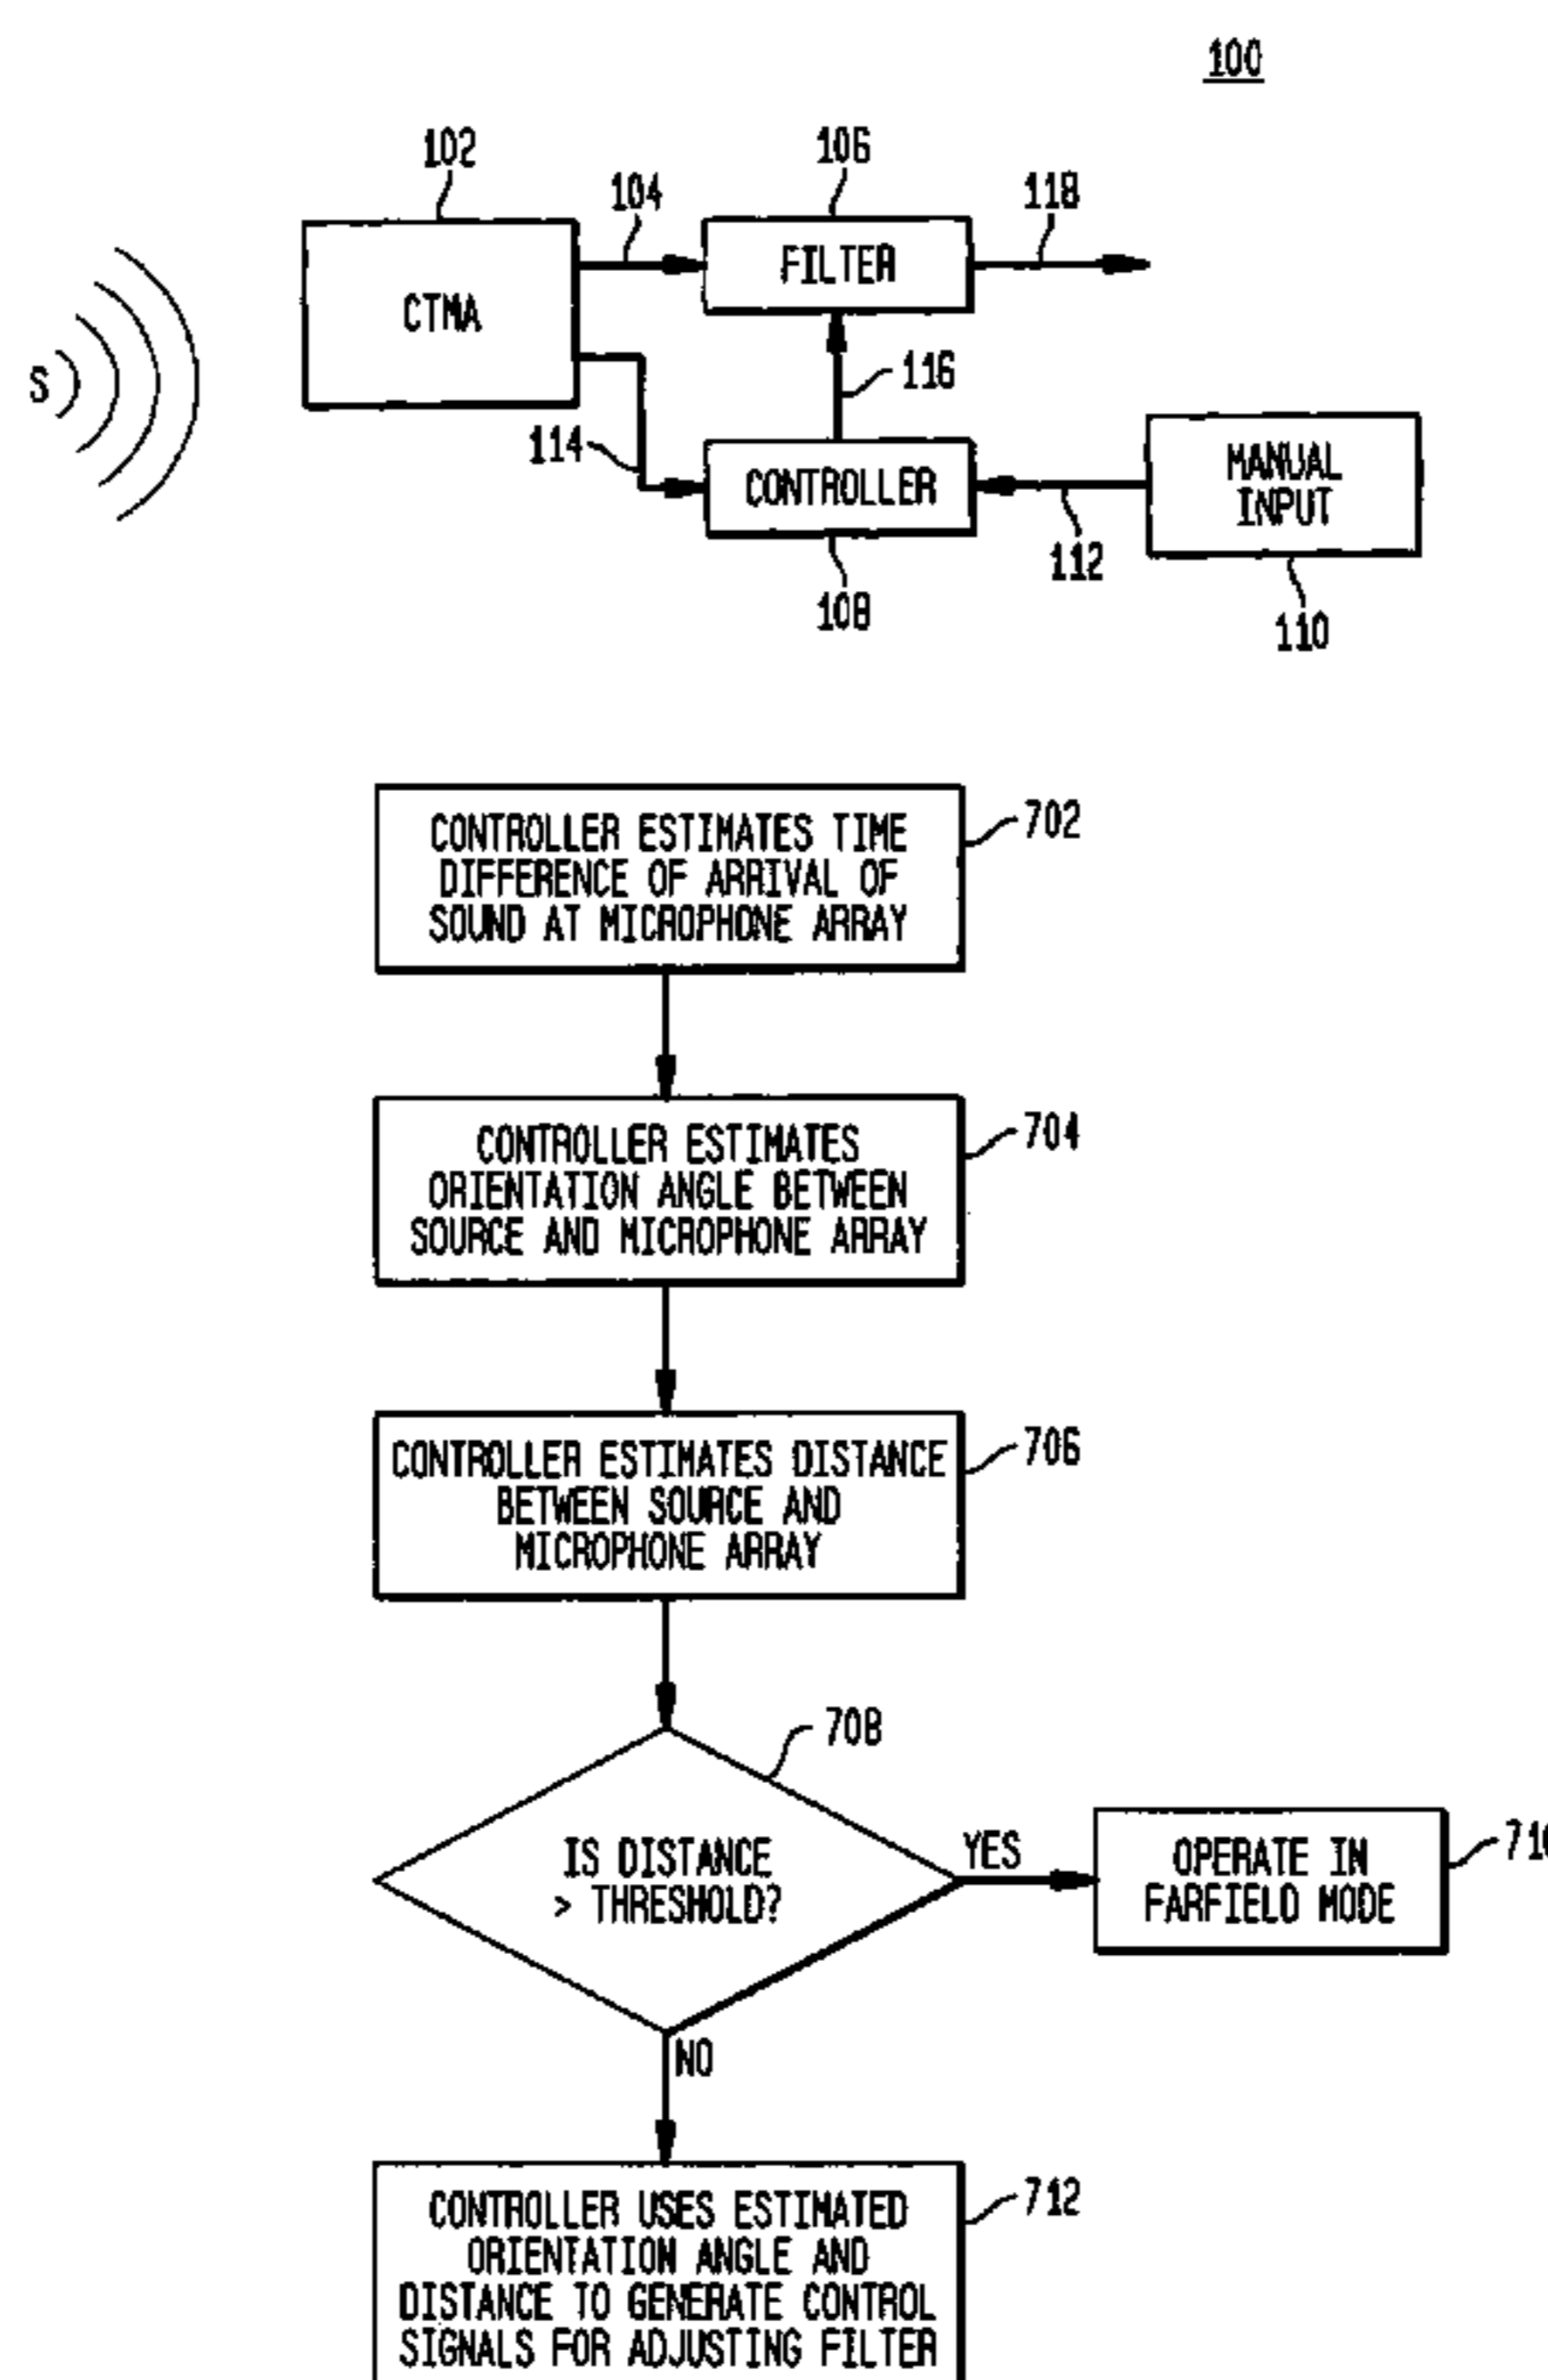 100
102
104
106
118
CTMA
FILTER
S
116
114
CONTROLLER
MANUAL
INPUT
112
108
110
CONTROLLER ESTIMATES TIME
DIFFERENCE OF ARRIVAL OF
SOUND AT MICROPHONE ARRAY
702
CONTROLLER ESTIMATES
ORIENTATION ANGLE BETWEEN
SOURCE AND MICROPHONE ARRAY
704
CONTROLLER ESTIMATES DISTANCE
BETWEEN SOURCE AND
MICROPHONE ARRAY
706
708
IS DISTANCE
> THRESHOLD?
YES
OPERATE IN
FARFIELD MODE
710
NO
CONTROLLER USES ESTIMATED
ORIENTATION ANGLE AND
DISTANCE TO GENERATE CONTROL
SIGNALS FOR ADJUSTING FILTER
712